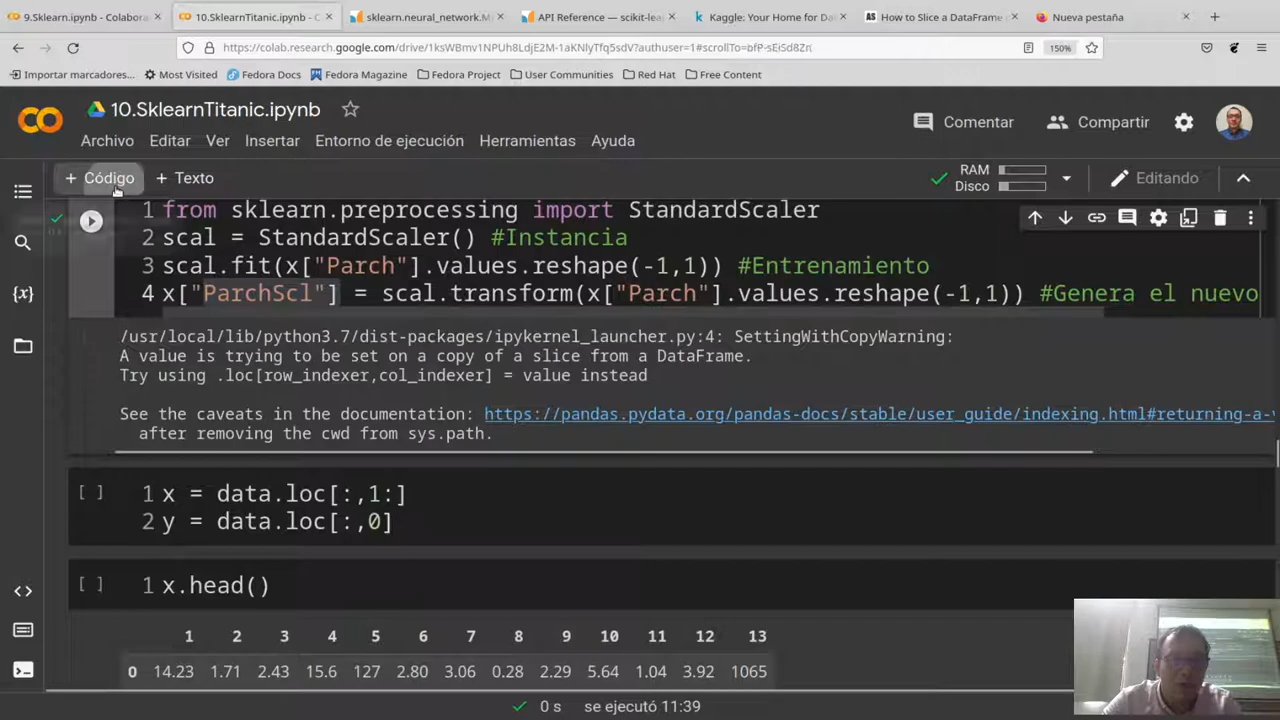 9.Sklearn.ipynb - Colabora
10.SklearnTitanic.ipynb -
sklearn.neural_network.M
API Reference — scikit-lea
Kaggle: Your Home for Da
How to Slice a DataFrame
Nueva pestaña
https://colab.research.google.com/drive/1ksWBmv1NPUh8LdjE2M-1aKNlyTfq5sdV?authuser=1#scrollTo=bfP-sEiSd8Zn
150%
Importar marcadores...
Most Visited
Fedora Docs
Fedora Magazine
Fedora Project
User Communities
Red Hat
Free Content
10.SklearnTitanic.ipynb
Comentar
Compartir
Archivo Editar Ver Insertar Entorno de ejecución Herramientas Ayuda
+ Código + Texto
RAM
Disco
Editando
1 from sklearn.preprocessing import StandardScaler
2 scal = StandardScaler() #Instancia
3 scal.fit(x["Parch"].values.reshape(-1,1)) #Entrenamiento
4 x["ParchScl"] = scal.transform(x["Parch"].values.reshape(-1,1)) #Genera el nuevo
/usr/local/lib/python3.7/dist-packages/ipykernel_launcher.py:4: SettingWithCopyWarning:
A value is trying to be set on a copy of a slice from a DataFrame.
Try using .loc[row_indexer,col_indexer] = value instead
See the caveats in the documentation: https://pandas.pydata.org/pandas-docs/stable/user_guide/indexing.html#returning-a-v
after removing the cwd from sys.path.
[ ] 1 x = data.loc[:,1:]
2 y = data.loc[:,0]
[ ] 1 x.head()
1 2 3 4 5 6 7 8 9 10 11 12 13
0 14.23 1.71 2.43 15.6 127 2.80 3.06 0.28 2.29 5.64 1.04 3.92 1065
0 s se ejecutó 11:39